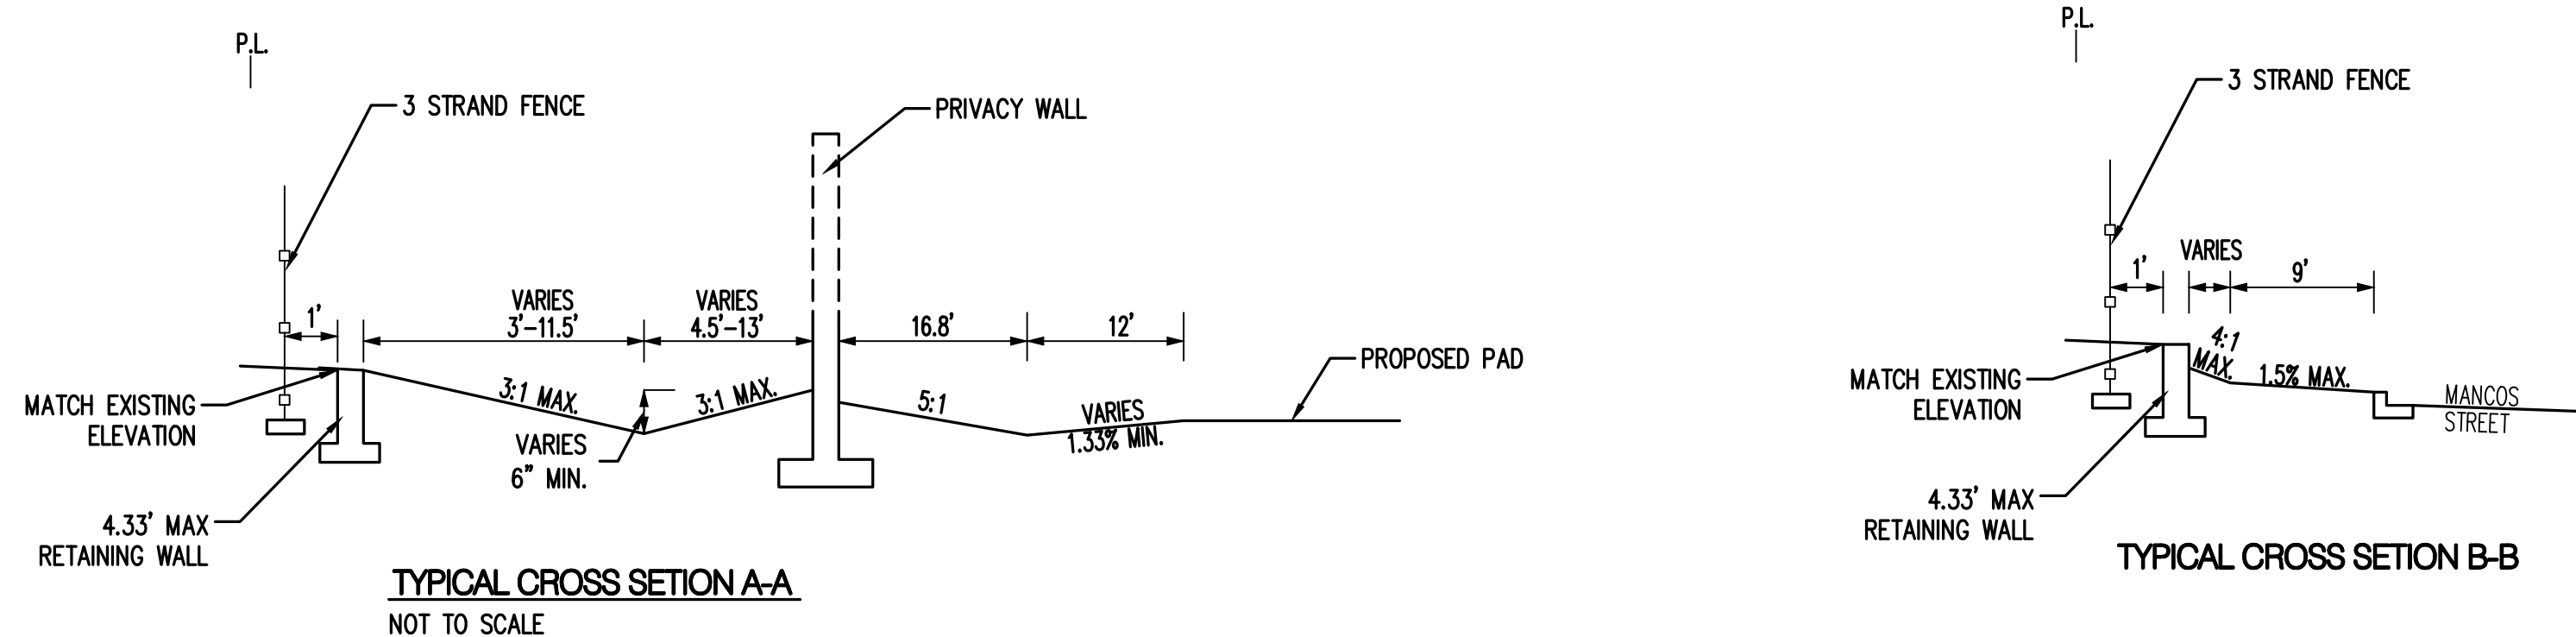 P.L.
3 STRAND FENCE
PRIVACY WALL
1'
VARIES
3'-11.5'
VARIES
4.5'-13'
16.8'
12'
PROPOSED PAD
MATCH EXISTING
ELEVATION
3:1 MAX.
3:1 MAX.
5:1
VARIES
1.33% MIN.
VARIES
6" MIN.
4.33' MAX
RETAINING WALL
TYPICAL CROSS SETION A-A
NOT TO SCALE
P.L.
3 STRAND FENCE
VARIES
1'
9'
4:1
MAX.
1.5% MAX.
MATCH EXISTING
ELEVATION
MANCOS
STREET
4.33' MAX
RETAINING WALL
TYPICAL CROSS SETION B-B